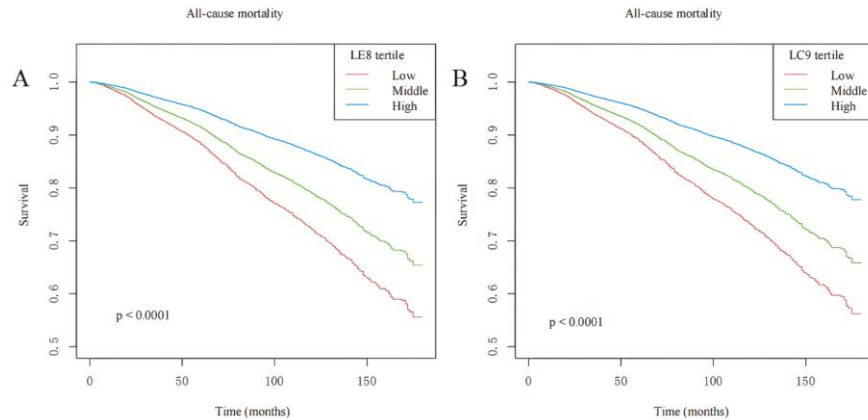 All-cause mortality
A
LE8 tertile
Low
Middle
High
Survival
1.0
0.9
0.8
0.7
0.6
0.5
p < 0.0001
0 50 100 150
Time (months)
All-cause mortality
B
LC9 tertile
Low
Middle
High
Survival
1.0
0.9
0.8
0.7
0.6
0.5
p < 0.0001
0 50 100 150
Time (months)